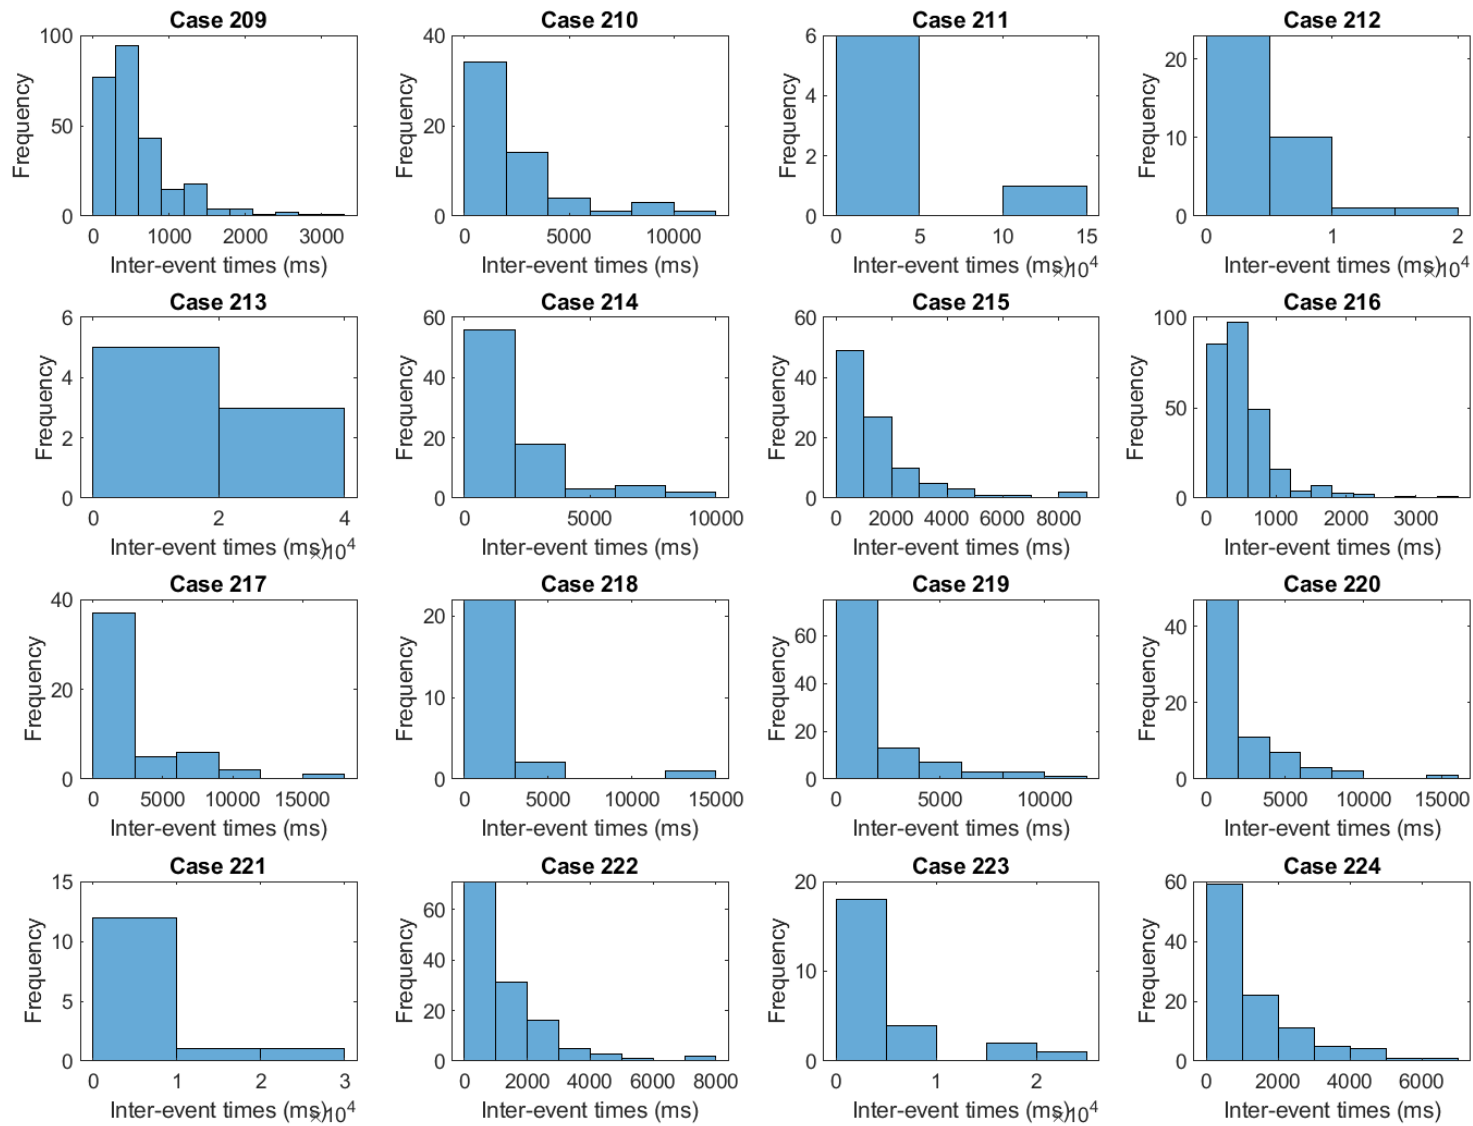 Case 209 Case 210 Case 211 Case 212
100 40 6 20
50 20 4 10
0 0 2 0
0
Frequency Frequency Frequency Frequency
0 1000 2000 3000 0 5000 10000 0 5 10 15 0 1 2
Inter-event times (ms) Inter-event times (ms) Inter-event times (ms) ×10^4 Inter-event times (ms) ×10^4
Case 213 Case 214 Case 215 Case 216
6 60 60 100
4 40 40 50
2 20 20 0
0 0 0
Frequency Frequency Frequency Frequency
0 2 4 0 5000 10000 0 2000 4000 6000 8000 0 1000 2000 3000
Inter-event times (ms) ×10^4 Inter-event times (ms) Inter-event times (ms) Inter-event times (ms)
Case 217 Case 218 Case 219 Case 220
40 20 60 40
20 10 40 20
0 0 20 0
0
Frequency Frequency Frequency Frequency
0 5000 10000 15000 0 5000 10000 15000 0 5000 10000 0 5000 10000 15000
Inter-event times (ms) Inter-event times (ms) Inter-event times (ms) Inter-event times (ms)
Case 221 Case 222 Case 223 Case 224
15 60 20 60
10 40 10 40
5 20 0 20
0 0 0
Frequency Frequency Frequency Frequency
0 1 2 3 0 2000 4000 6000 8000 0 1 2 0 2000 4000 6000
Inter-event times (ms) ×10^4 Inter-event times (ms) Inter-event times (ms) ×10^4 Inter-event times (ms)